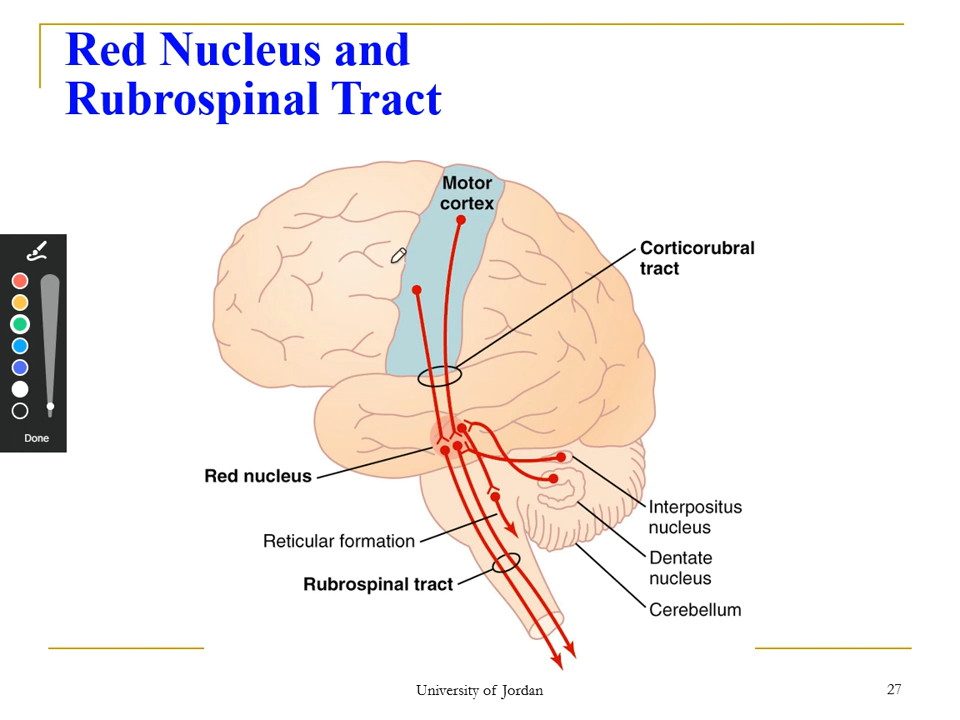 Red Nucleus and
Rubrospinal Tract
Motor
cortex
Corticorubral
tract
Done
Red nucleus
Interpositus
nucleus
Reticular formation
Dentate
nucleus
Rubrospinal tract
Cerebellum
University of Jordan
27